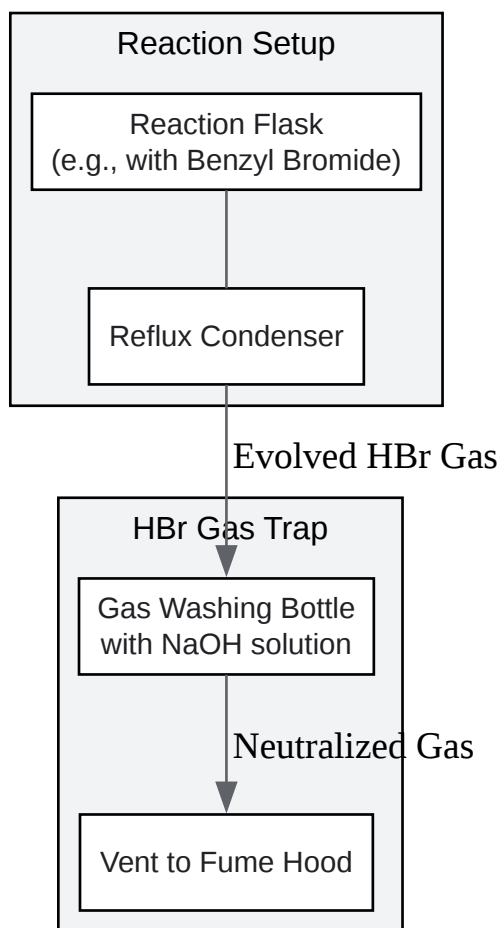 Reaction Setup
Reaction Flask
(e.g., with Benzyl Bromide)
Reflux Condenser
Evolved HBr Gas
HBr Gas Trap
Gas Washing Bottle
with NaOH solution
Neutralized Gas
Vent to Fume Hood